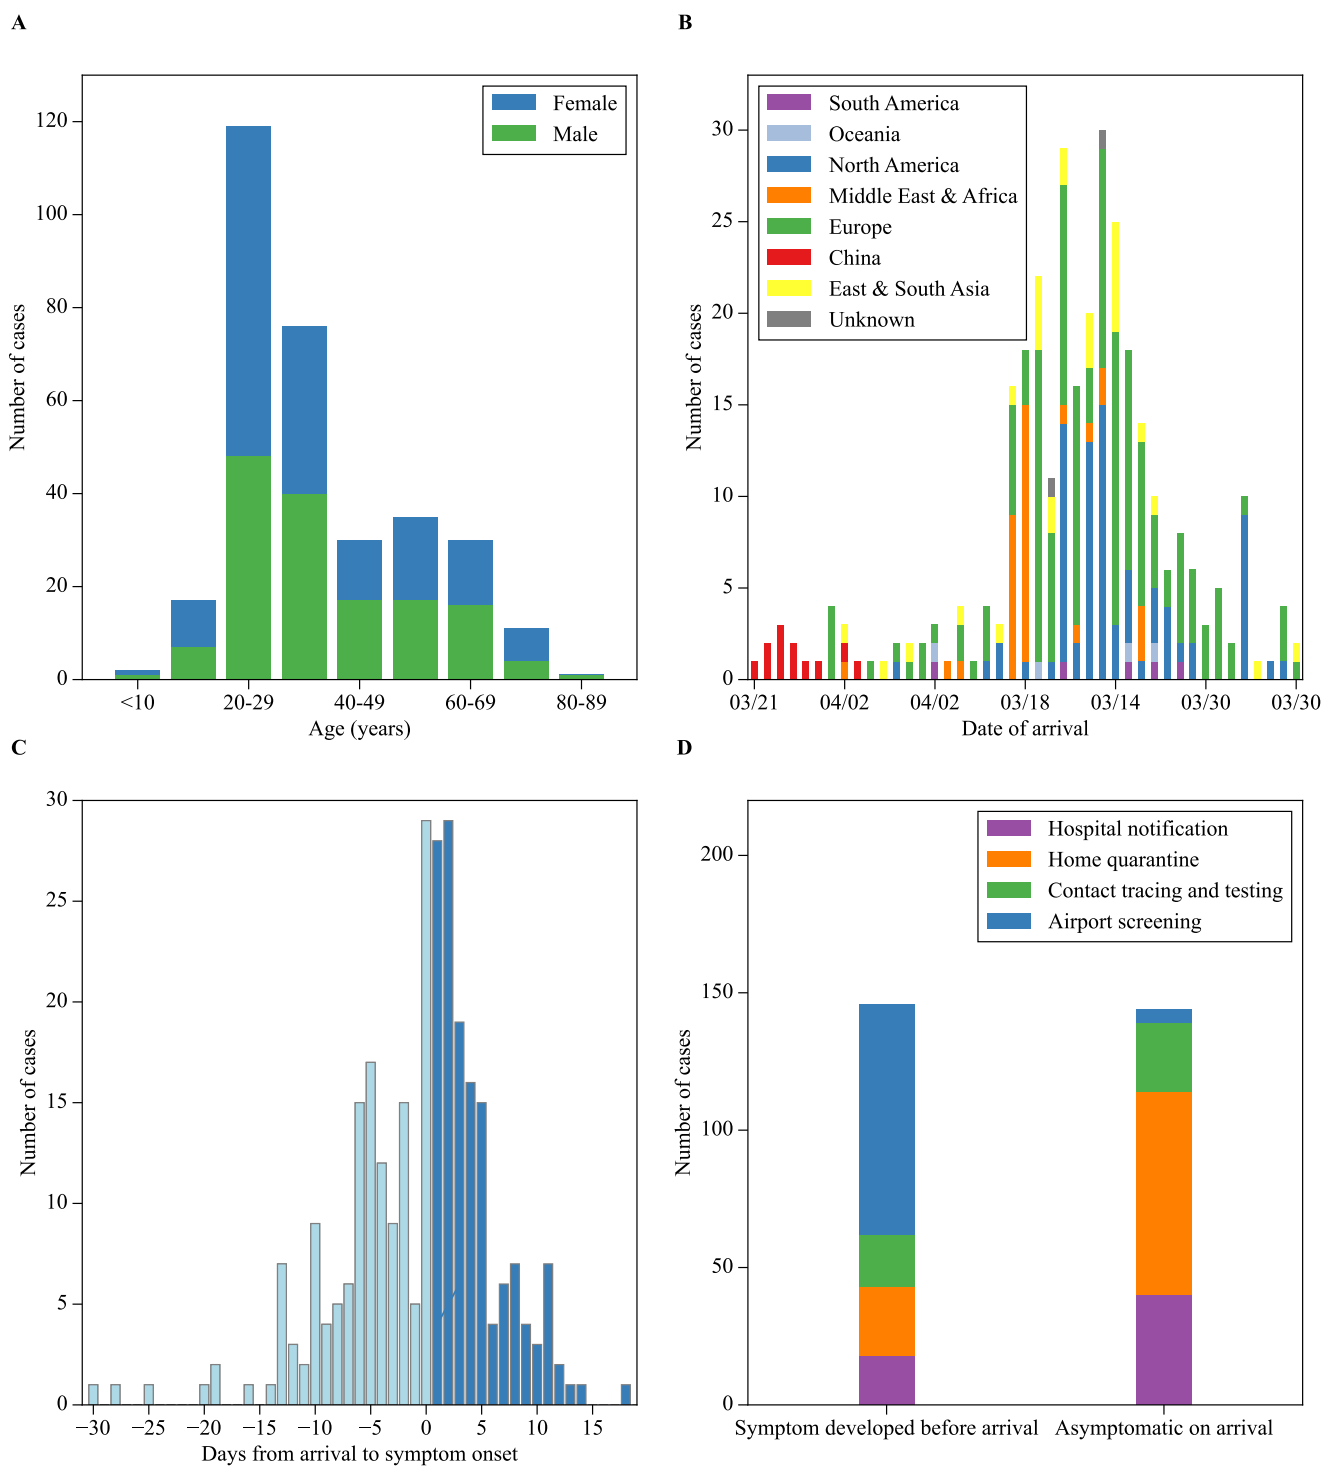 A
B
Number of cases
120
100
80
60
40
20
0
Female
Male
<10
20-29
40-49
60-69
80-89
Age (years)
Number of cases
30
25
20
15
10
5
0
South America
Oceania
North America
Middle East & Africa
Europe
China
East & South Asia
Unknown
03/21
04/02
04/02
03/18
03/14
03/30
03/30
Date of arrival
C
D
Number of cases
30
25
20
15
10
5
0
−30
−25
−20
−15
−10
−5
0
5
10
15
Days from arrival to symptom onset
Number of cases
200
150
100
50
0
Hospital notification
Home quarantine
Contact tracing and testing
Airport screening
Symptom developed before arrival
Asymptomatic on arrival